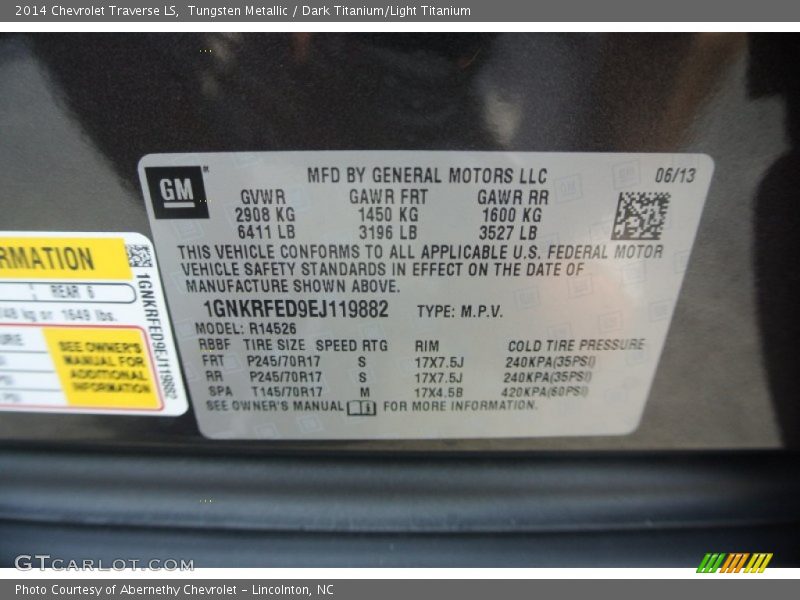 2014 Chevrolet Traverse LS, Tungsten Metallic / Dark Titanium/Light Titanium
GM
MFD BY GENERAL MOTORS LLC 06/13
GVWR GAWR FRT GAWR RR
2908 KG 1450 KG 1600 KG
6411 LB 3196 LB 3527 LB
THIS VEHICLE CONFORMS TO ALL APPLICABLE U.S. FEDERAL MOTOR
VEHICLE SAFETY STANDARDS IN EFFECT ON THE DATE OF
MANUFACTURE SHOWN ABOVE.
1GNKRFED9EJ119882 TYPE: M.P.V.
MODEL: R14526
RBBF TIRE SIZE SPEED RTG RIM COLD TIRE PRESSURE
FRT P245/70R17 S 17X7.5J 240KPA(35PSI)
RR P245/70R17 S 17X7.5J 240KPA(35PSI)
SPA T145/70R17 M 17X4.5B 420KPA(60PSI)
SEE OWNER'S MANUAL FOR MORE INFORMATION.
RMATION
REAR 6
748 kg or 1649 lbs.
SEE OWNER'S
MANUAL FOR
ADDITIONAL
INFORMATION
1GNKRFED9EJ119882
GTCARLOT.COM
Photo Courtesy of Abernethy Chevrolet - Lincolnton, NC